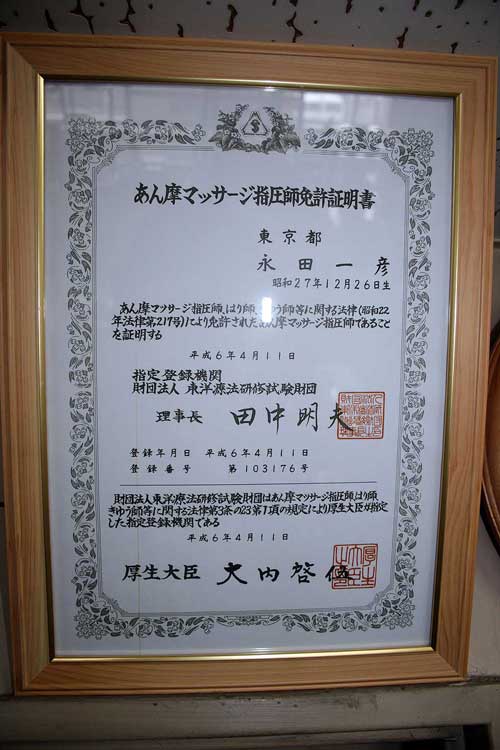 あん摩マッサージ指圧師免許証明書
東京都
永田一彦
昭和27年12月26日生
あん摩マッサージ指圧師、はり師、きゅう師等に関する法律(昭和22
年法律第217号)により免許されたあん摩マッサージ指圧師であること
を証明する
平成6年4月11日
指定登録機関
財団法人 東洋療法研修試験財団
理事長 田中明夫
登録年月日 平成6年4月11日
登録番号 第103176号
財団法人東洋療法研修試験財団はあん摩マッサージ指圧師、はり師、
きゆう師等に関する法律第3条の23第1項の規定により厚生大臣が指定
した指定登録機関である
平成6年4月11日
厚生大臣 大内啓伍